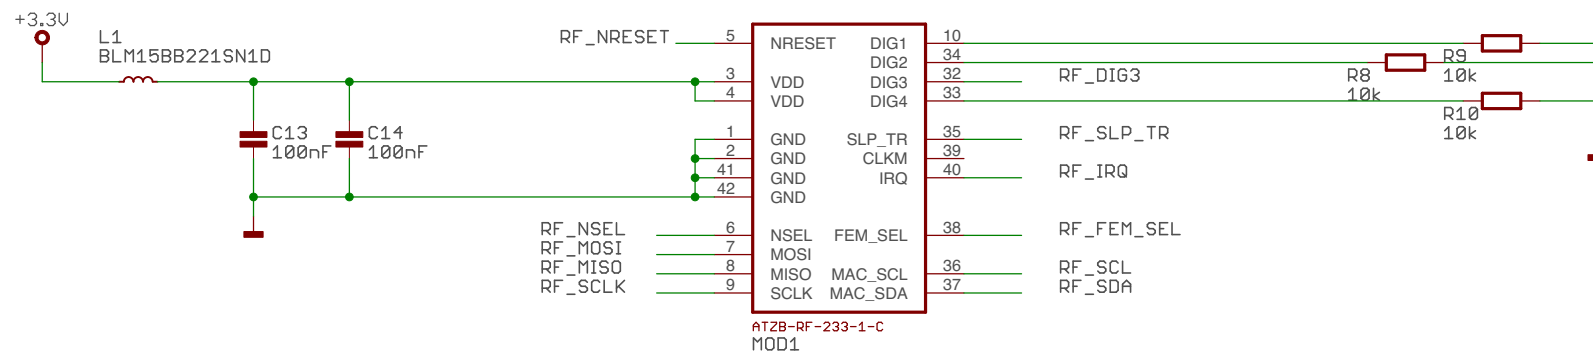 +3.3V
L1
BLM15BB221SN1D
C13
100nF
C14
100nF
RF_NRESET
5
3
4
1
2
41
42
RF_NSEL
6
RF_MOSI
7
RF_MISO
8
RF_SCLK
9
NRESET
VDD
VDD
GND
GND
GND
GND
NSEL
MOSI
MISO
SCLK
DIG1
DIG2
DIG3
DIG4
SLP_TR
CLKM
IRQ
FEM_SEL
MAC_SCL
MAC_SDA
10
34
32
33
35
39
40
38
36
37
RF_DIG3
RF_SLP_TR
RF_IRQ
RF_FEM_SEL
RF_SCL
RF_SDA
R9
10k
R8
10k
R10
10k
ATZB-RF-233-1-C
MOD1